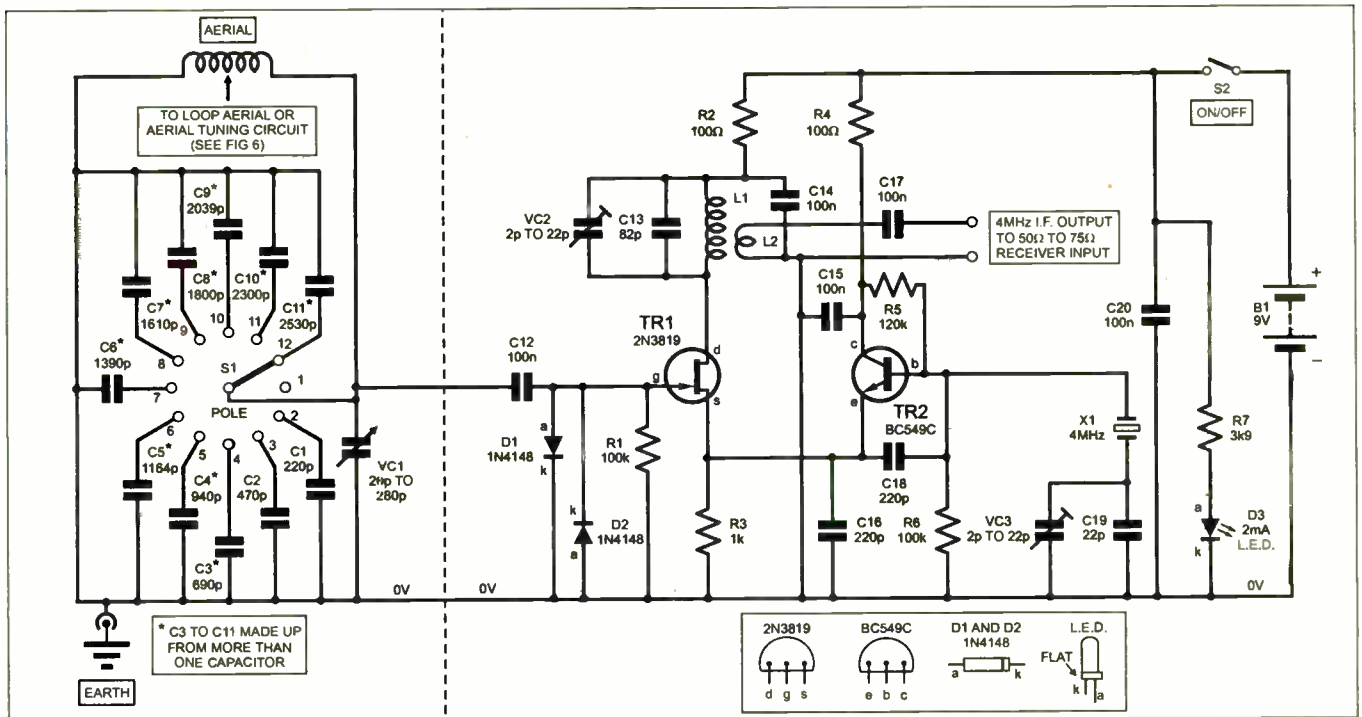 AERIAL
TO LOOP AERIAL OR
AERIAL TUNING CIRCUIT
(SEE FIG 6)
C9*
2039p
C8*
1800p
C10*
2300p
C7*
1610p
C11*
2530p
C6*
1390p
9
10
11
12
8
S1
1
7
POLE
6
5
4
3
2
C5*
1164p
C4*
940p
C3*
690p
C2
470p
C1
220p
VC1
TO
280p
0V
* C3 TO C11 MADE UP
FROM MORE THAN
ONE CAPACITOR
EARTH
R2
100Ω
R4
100Ω
S2
ON/OFF
VC2
2p TO 22p
C13
82p
L1
L2
C14
100n
C17
100n
4MHz I.F. OUTPUT
TO 50Ω TO 75Ω
RECEIVER INPUT
C15
100n
R5
120k
C20
100n
+
B1
9V
–
C12
100n
TR1
2N3819
d
g
s
c
b
e
TR2
BC549C
C18
220p
X1
4MHz
R7
3k9
a
D1
1N4148
k
k
D2
1N4148
a
R1
100k
R3
1k
C16
220p
R6
100k
VC3
2p TO 22p
C19
22p
a
D3
2mA
L.E.D.
k
0V
0V
2N3819
d g s
BC549C
e b c
D1 AND D2
1N4148
a k
L.E.D.
FLAT
k a